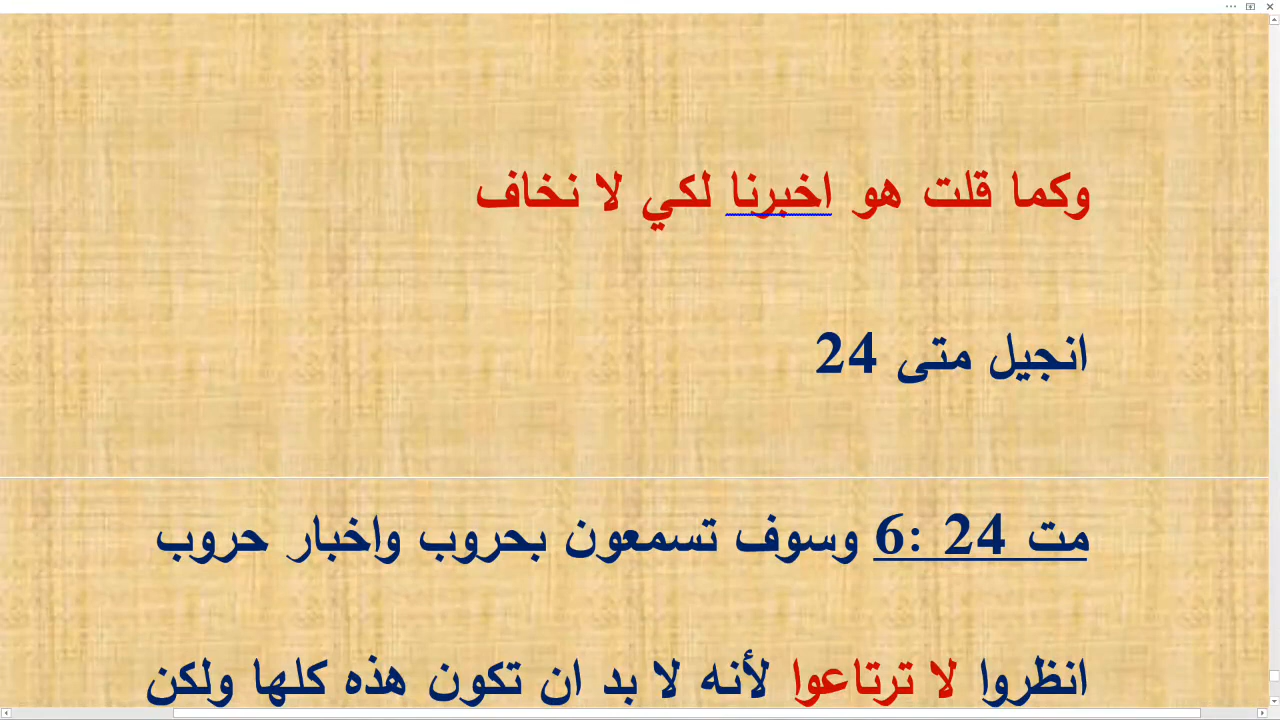 وكما قلت هو اخبرنا لكي لا نخاف
انجيل متى 24
مت 24 :6 وسوف تسمعون بحروب واخبار حروب
انظروا لا ترتاعوا لأنه لا بد ان تكون هذه كلها ولكن